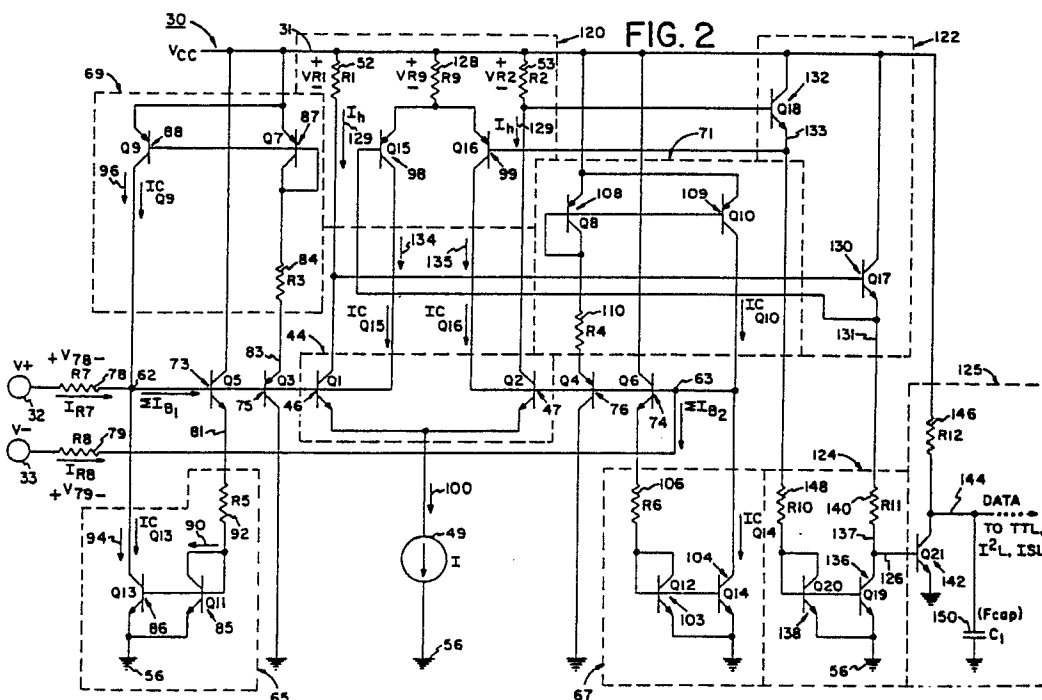 30
31
120
FIG. 2
122
VCC
+
VR1
−
R1
52
+
VR9
−
R9
128
+
VR2
−
R2
53
132
Q18
133
69
Q9
88
Q7
87
Ih
129
Q15
98
Q16
99
Ih
129
71
96
IC
Q9
108
Q8
109
Q10
84
R3
134
135
130
Q17
110
R4
IC
Q10
131
83
44
IC
Q15
IC
Q16
V+
+V78−
R7
78
62
73
Q5
Q3
Q1
Q2
Q4
Q6
63
125
32
IR7
ΣIB1
75
46
47
76
74
ΣIB2
146
R12
V−
R8
79
81
124
33
IR8
+V79−
R5
92
90
100
106
R6
148
R10
140
R11
144
DATA
TO TTL,
I2L, ISL
94
IC
Q13
49
I
IC
Q14
104
137
136
126
Q21
142
Q13
86
Q11
85
Q12
103
Q14
Q20
138
Q19
150
(Fcap)
C1
56
65
56
67
56